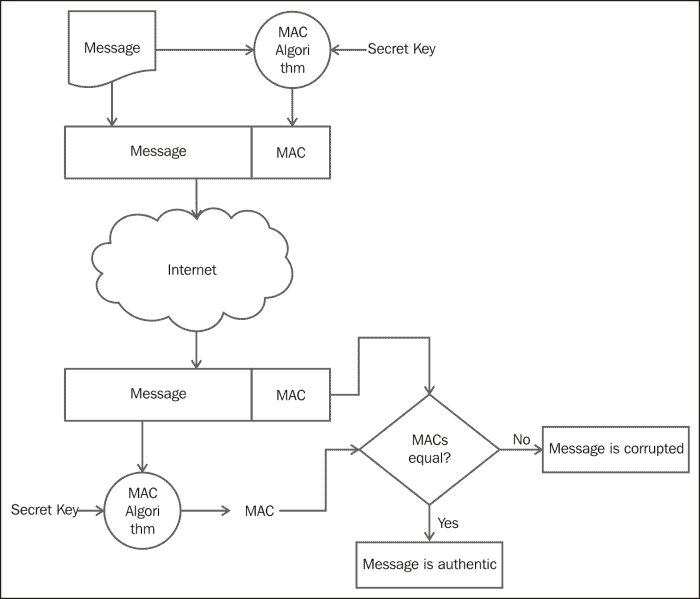 Message
MAC
Algori
thm
Secret Key
Message
MAC
Internet
Message
MAC
MACs
equal?
No
Message is corrupted
Secret Key
MAC
Algori
thm
MAC
Yes
Message is authentic